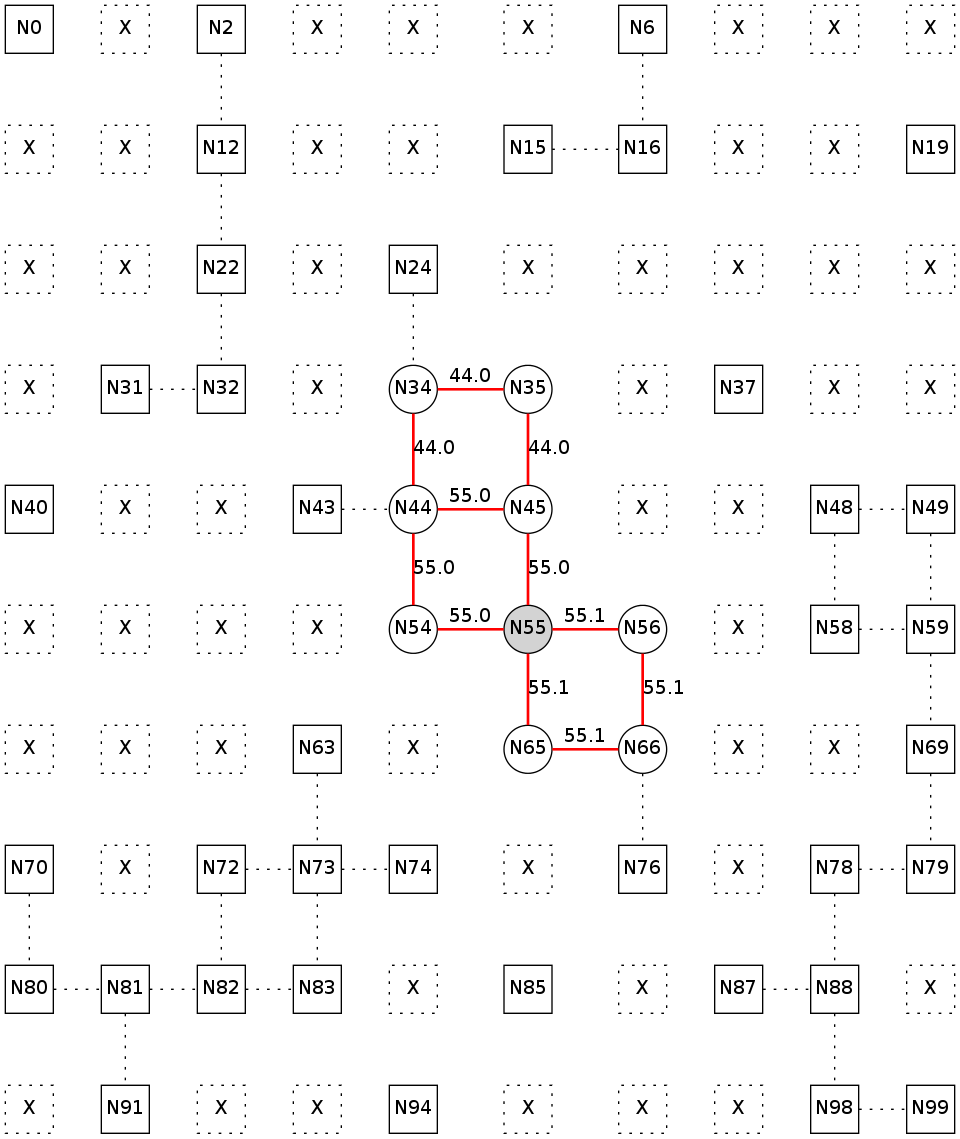 N0 X N2 X X X N6 X X X
X X N12 X X N15 N16 X X N19
X X N22 X N24 X X X X X
X N31 N32 X N34 44.0 N35 X N37 X X
44.0 44.0
N40 X X N43 N44 55.0 N45 X X N48 N49
55.0 55.0
X X X X N54 55.0 N55 55.1 N56 X N58 N59
55.1 55.1
X X X N63 X N65 55.1 N66 X X N69
N70 X N72 N73 N74 X N76 X N78 N79
N80 N81 N82 N83 X N85 X N87 N88 X
X N91 X X N94 X X X N98 N99